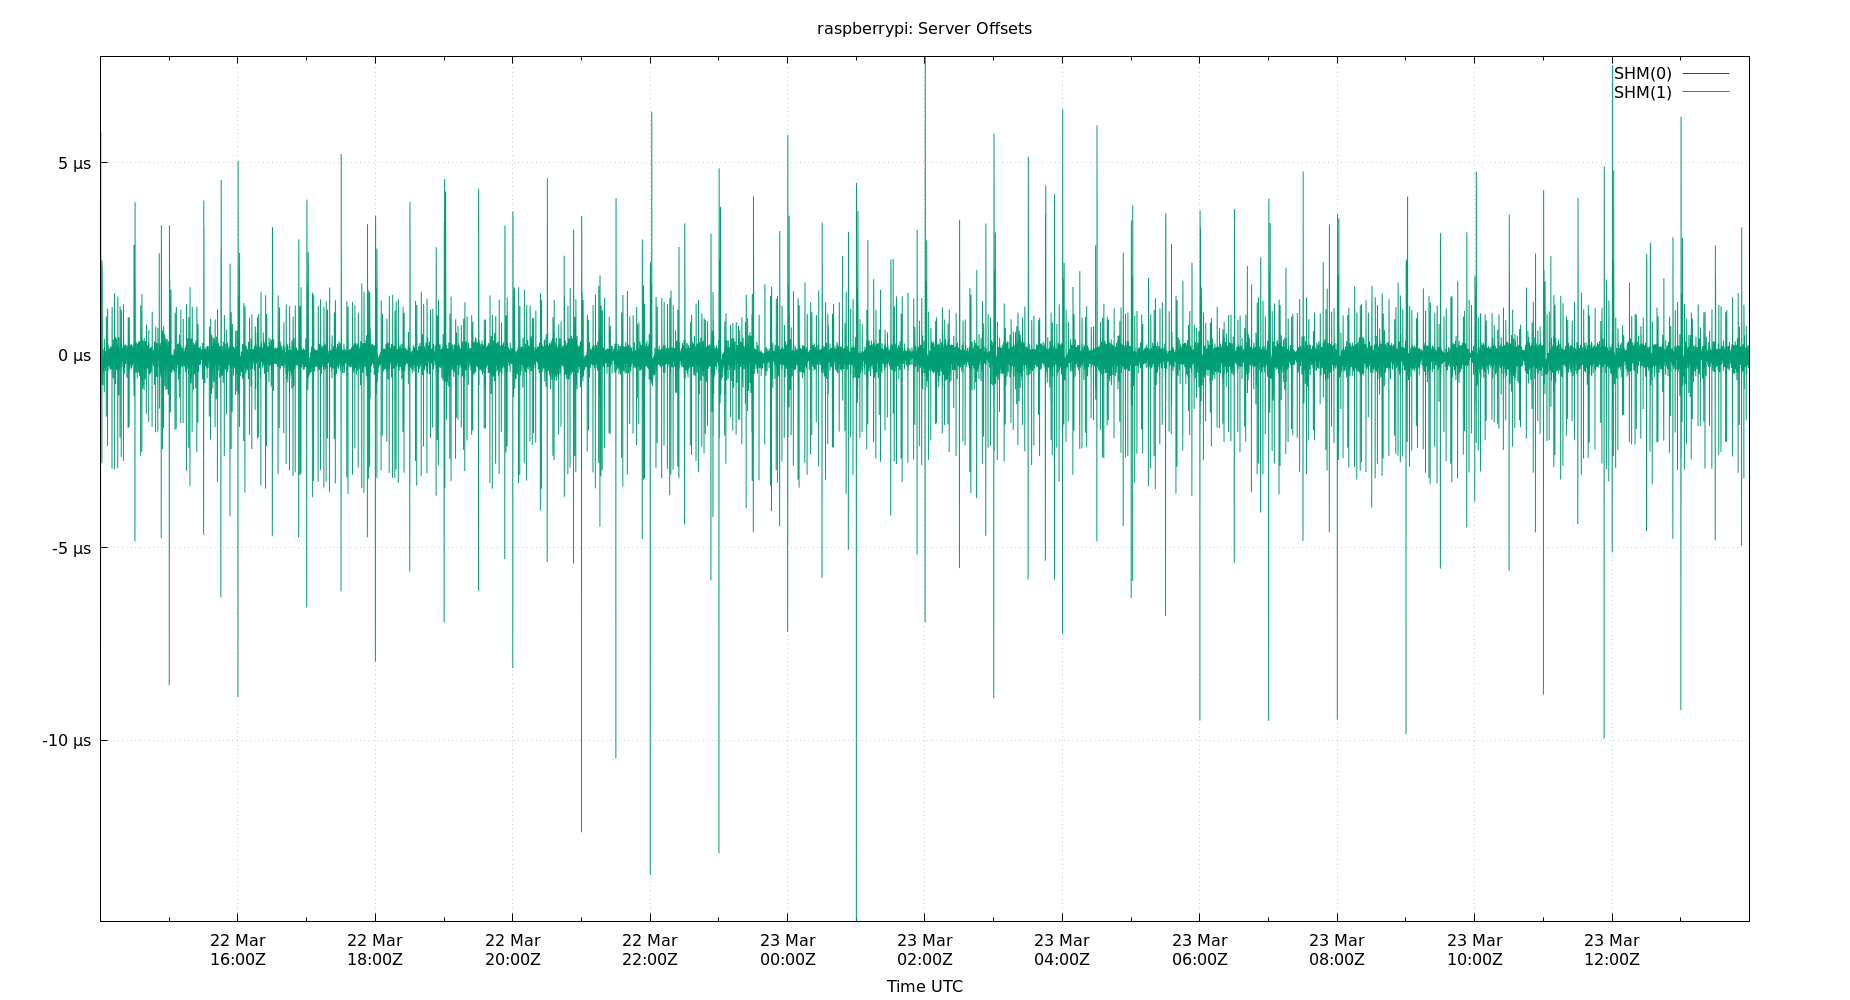 raspberrypi: Server Offsets
SHM(0)
SHM(1)
5 µs
0 µs
-5 µs
-10 µs
22 Mar 22 Mar 22 Mar 22 Mar 23 Mar 23 Mar 23 Mar 23 Mar 23 Mar 23 Mar 23 Mar
16:00Z 18:00Z 20:00Z 22:00Z 00:00Z 02:00Z 04:00Z 06:00Z 08:00Z 10:00Z 12:00Z
Time UTC